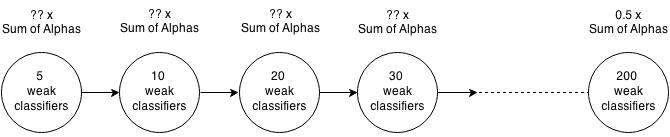 ?? x
Sum of Alphas
?? x
Sum of Alphas
?? x
Sum of Alphas
?? x
Sum of Alphas
0.5 x
Sum of Alphas
5
weak
classifiers
10
weak
classifiers
20
weak
classifiers
30
weak
classifiers
200
weak
classifiers